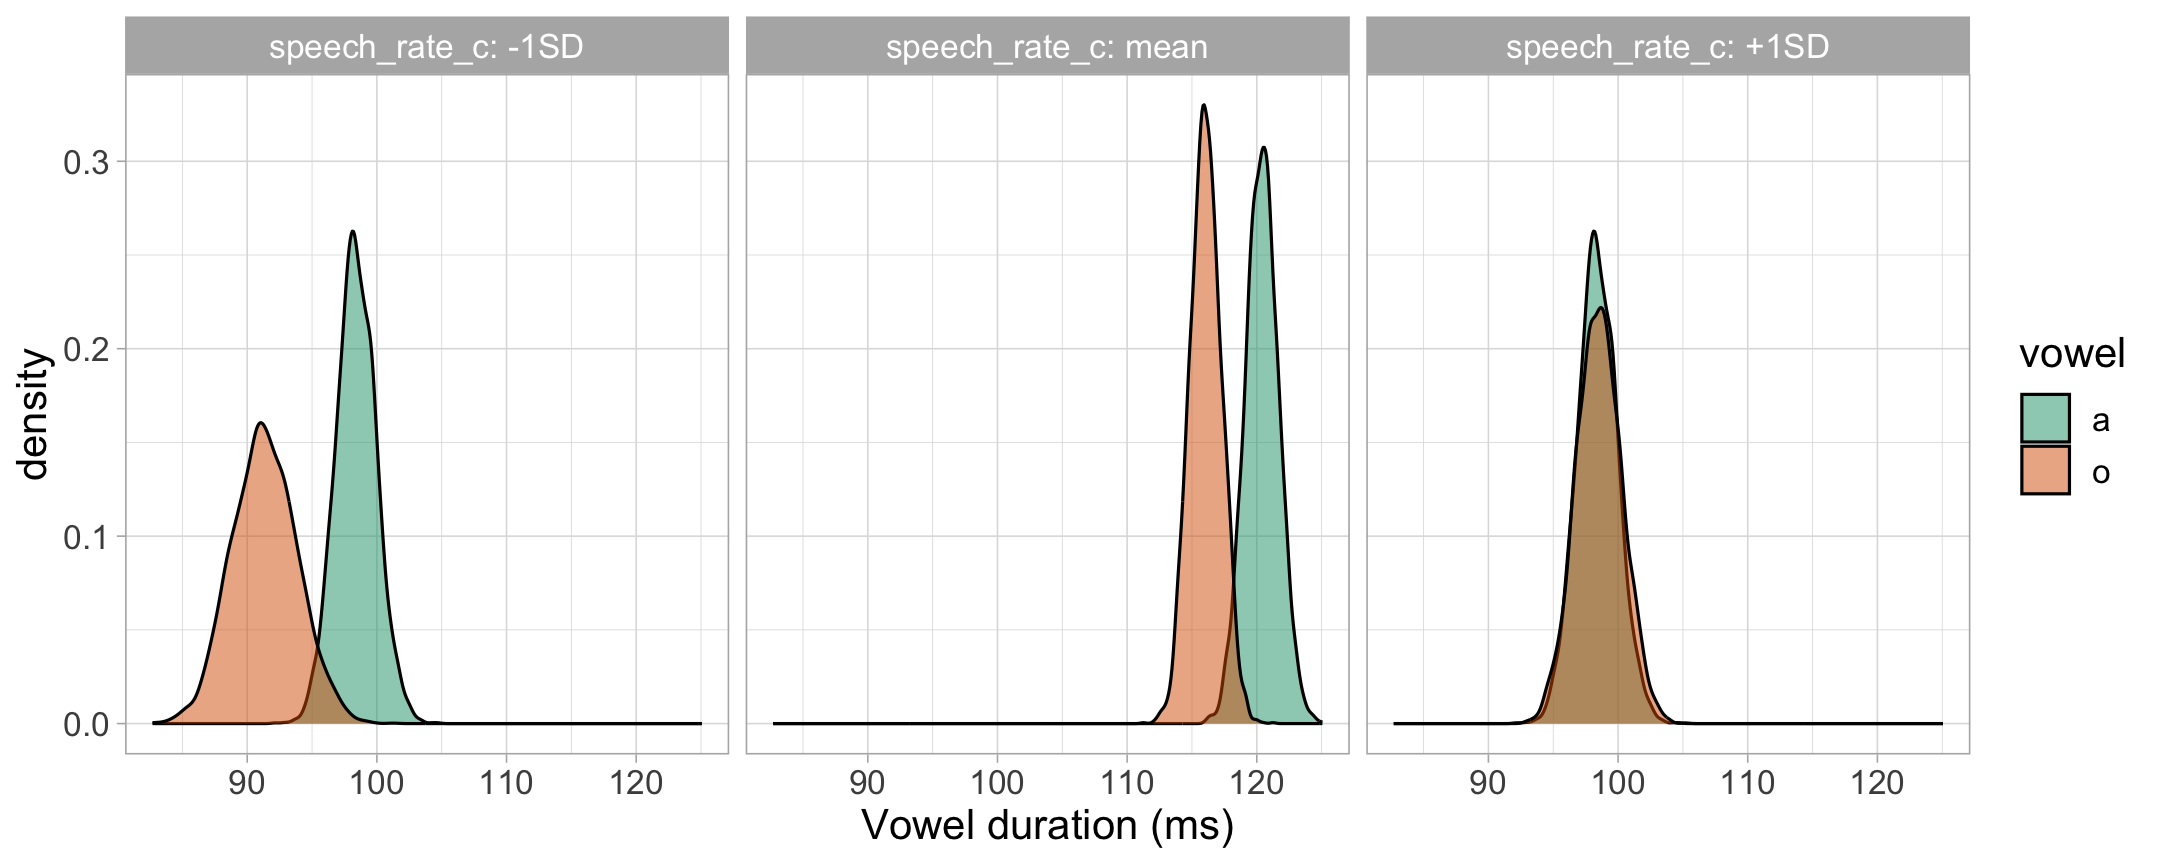 speech_rate_c: -1SD
speech_rate_c: mean
speech_rate_c: +1SD
0.3
0.2
0.1
0.0
density
90 100 110 120
90 100 110 120
90 100 110 120
Vowel duration (ms)
vowel
a
o